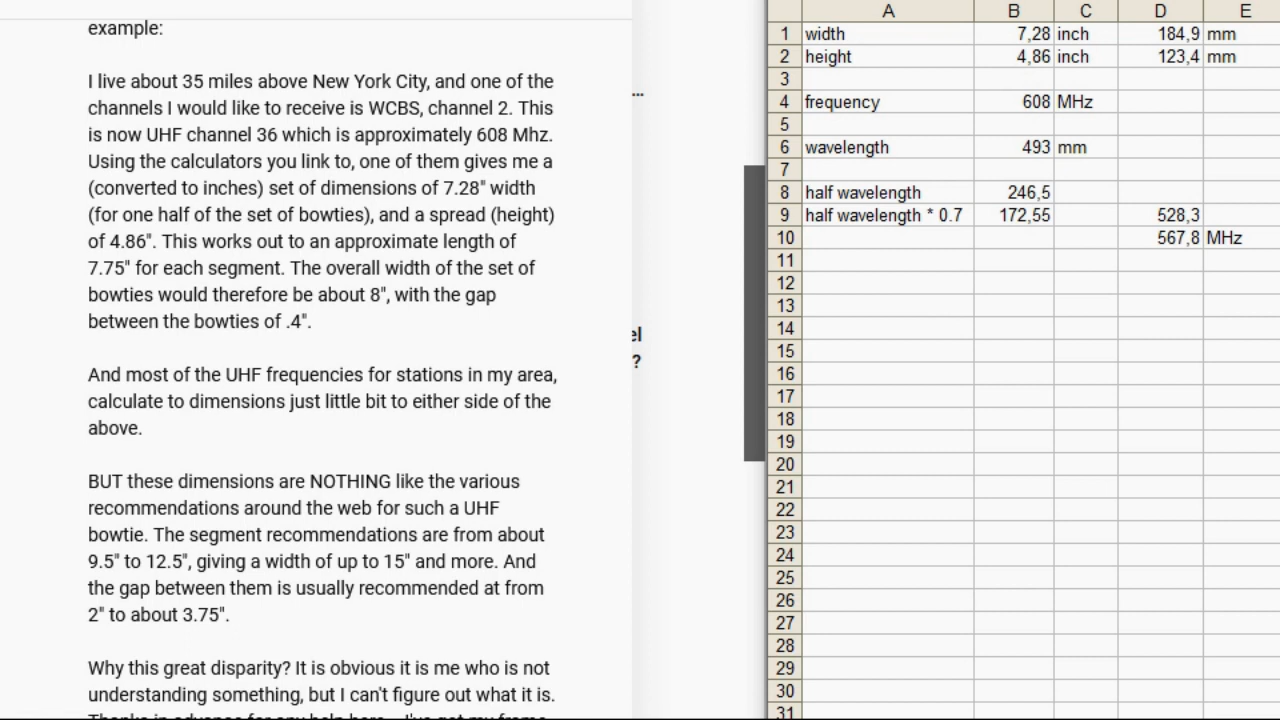 example:
I live about 35 miles above New York City, and one of the
channels I would like to receive is WCBS, channel 2. This
is now UHF channel 36 which is approximately 608 Mhz.
Using the calculators you link to, one of them gives me a
(converted to inches) set of dimensions of 7.28" width
(for one half of the set of bowties), and a spread (height)
of 4.86". This works out to an approximate length of
7.75" for each segment. The overall width of the set of
bowties would therefore be about 8", with the gap
between the bowties of .4".
And most of the UHF frequencies for stations in my area,
calculate to dimensions just little bit to either side of the
above.
BUT these dimensions are NOTHING like the various
recommendations around the web for such a UHF
bowtie. The segment recommendations are from about
9.5" to 12.5", giving a width of up to 15" and more. And
the gap between them is usually recommended at from
2" to about 3.75".
Why this great disparity? It is obvious it is me who is not
understanding something, but I can't figure out what it is.
...
el
?
A B C D E
1 width 7,28 inch 184,9 mm
2 height 4,86 inch 123,4 mm
3
4 frequency 608 MHz
5
6 wavelength 493 mm
7
8 half wavelength 246,5
9 half wavelength * 0.7 172,55 528,3
10 567,8 MHz
11
12
13
14
15
16
17
18
19
20
21
22
23
24
25
26
27
28
29
30
31